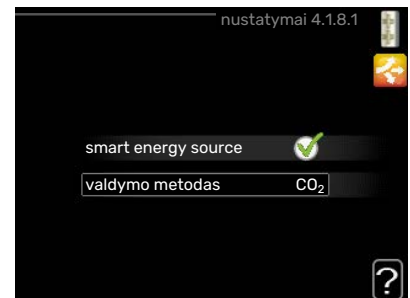 nustatymai 4.1.8.1
smart energy source
valdymo metodas CO₂
?